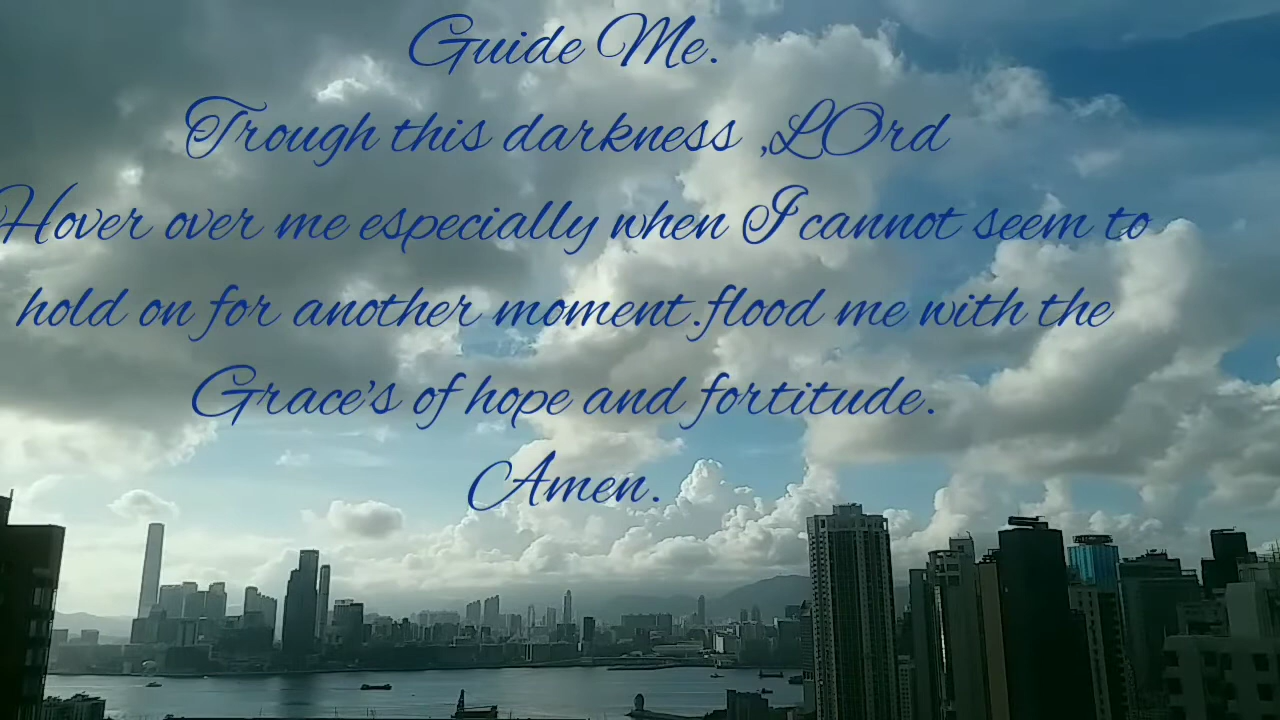 Guide Me.
Trough this darkness ,LOrd
Hover over me especially when I cannot seem to
hold on for another moment.flood me with the
Grace's of hope and fortitude.
Amen.